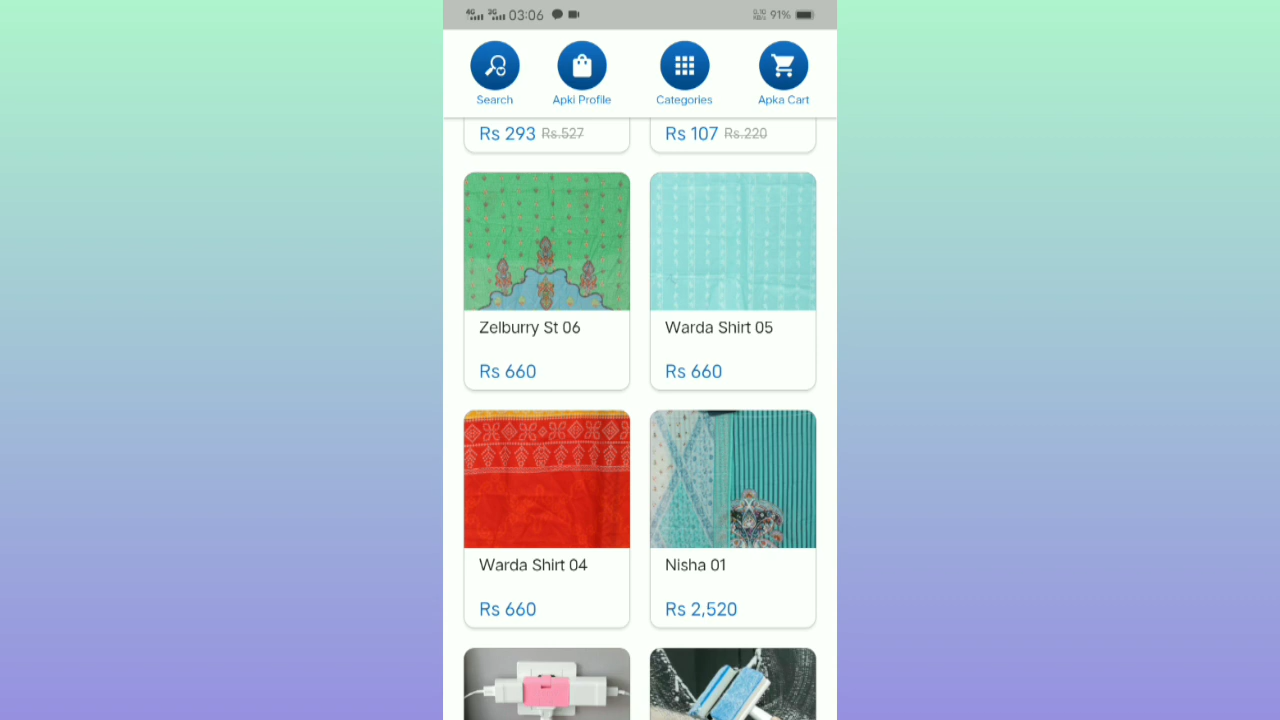 4G 3G 03:06 0.10 KB/s 91%
Search Apki Profile Categories Apka Cart
Rs 293 Rs.527 Rs 107 Rs.220
Zelburry St 06 Warda Shirt 05
Rs 660 Rs 660
Warda Shirt 04 Nisha 01
Rs 660 Rs 2,520